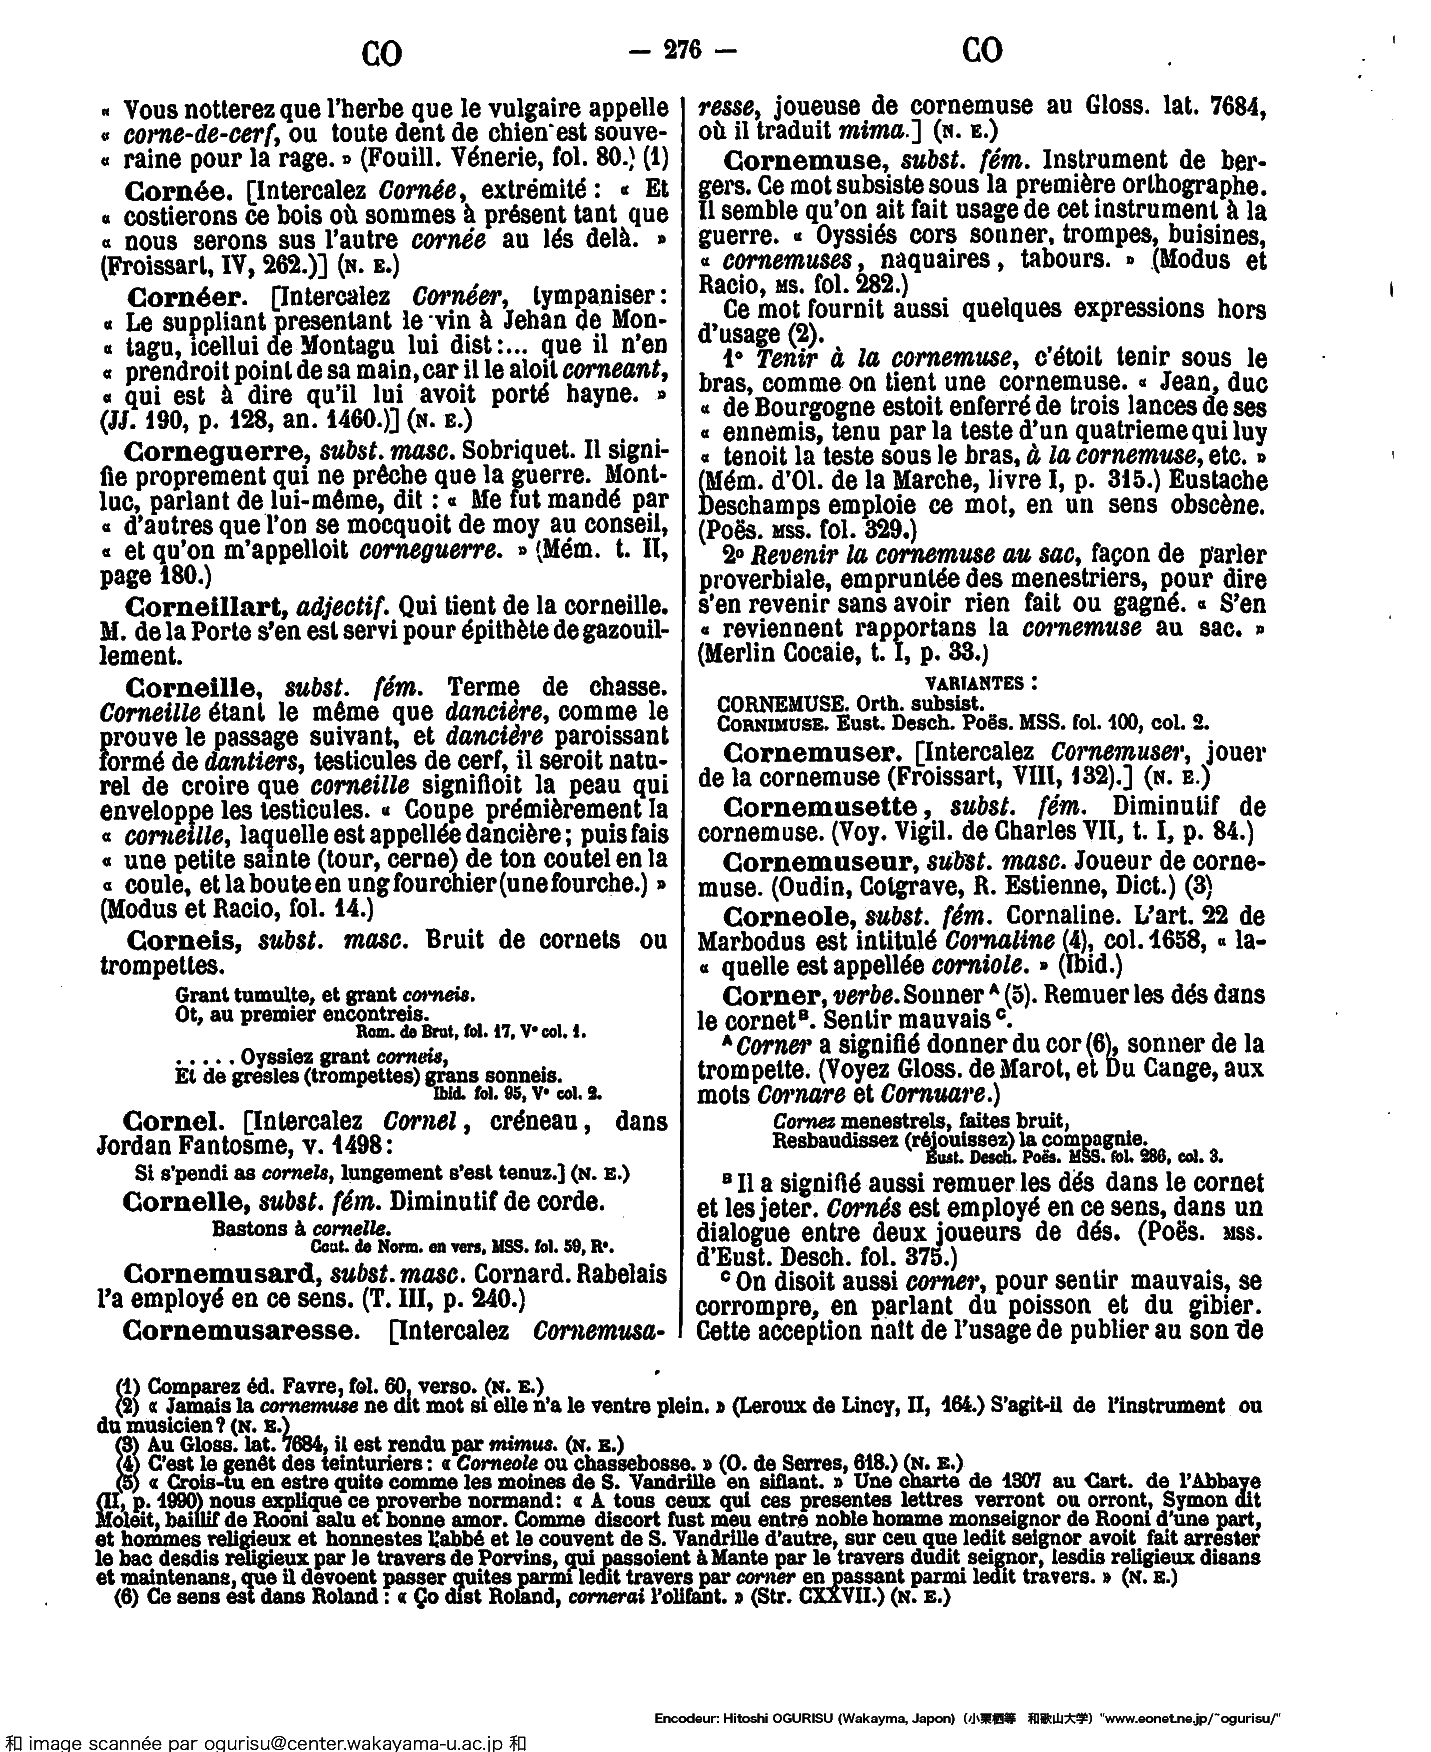 CO
— 276 —
CO
« Vous notterez que l'herbe que le vulgaire appelle
« corne-de-cerf, ou toute dent de chien est souve-
« raine pour la rage. » (Fouill. Vénerie, fol. 80.) (1)
Cornée. [Intercalez Cornée, extrémité : « Et
« costierons ce bois où sommes à présent tant que
« nous serons sus l'autre cornée au lés delà. »
(Froissart, IV, 262.)] (N. E.)
Cornéer. [Intercalez Cornéer, tympaniser :
« Le suppliant presentant le vin à Jehan de Mon-
« tagu, icellui de Montagu lui dist :... que il n'en
« prendroit point de sa main, car il le aloit corneant,
« qui est à dire qu'il lui avoit porté hayne. »
(JJ. 190, p. 128, an. 1460.)] (N. E.)
Corneguerre, subst. masc. Sobriquet. Il signi-
fie proprement qui ne prêche que la guerre. Mont-
luc, parlant de lui-même, dit : « Me fut mandé par
« d'autres que l'on se mocquoit de moy au conseil,
« et qu'on m'appelloit corneguerre. » (Mém. t. II,
page 180.)
Corneillart, adjectif. Qui tient de la corneille.
M. de la Porte s'en est servi pour épithète de gazouil-
lement.
Corneille, subst. fém. Terme de chasse.
Corneille étant le même que dancière, comme le
prouve le passage suivant, et dancière paroissant
formé de dantiers, testicules de cerf, il seroit natu-
rel de croire que corneille signifioit la peau qui
enveloppe les testicules. « Coupe prémièrement la
« corneille, laquelle est appellée dancière ; puis fais
« une petite sainte (tour, cerne) de ton coutel en la
« coule, et la boute en ung fourchier (une fourche.) »
(Modus et Racio, fol. 14.)
Corneis, subst. masc. Bruit de cornets ou
trompettes.
Grant tumulte, et grant corneis.
Ot, au premier encontreis.
Rom. de Brut, fol. 17, V° col. 1.
..... Oyssiez grant corneis,
Et de gresles (trompettes) grans sonneis.
Ibid. fol. 95, V° col. 2.
Cornel. [Intercalez Cornel, créneau, dans
Jordan Fantosme, v. 1498 :
Si s'pendi as cornels, lungement s'est tenuz.] (N. E.)
Cornelle, subst. fém. Diminutif de corde.
Bastons à cornelle.
Cout. de Norm. en vers, MSS. fol. 59, R°.
Cornemusard, subst. masc. Cornard. Rabelais
l'a employé en ce sens. (T. III, p. 240.)
Cornemusaresse. [Intercalez Cornemusa-
resse, joueuse de cornemuse au Gloss. lat. 7684,
où il traduit mima.] (N. E.)
Cornemuse, subst. fém. Instrument de ber-
gers. Ce mot subsiste sous la première orthographe.
Il semble qu'on ait fait usage de cet instrument à la
guerre. « Oyssiés cors sonner, trompes, buisines,
« cornemuses, naquaires, tabours. » (Modus et
Racio, MS. fol. 282.)
Ce mot fournit aussi quelques expressions hors
d'usage (2).
1° Tenir à la cornemuse, c'étoit tenir sous le
bras, comme on tient une cornemuse. « Jean, duc
« de Bourgogne estoit enferré de trois lances de ses
« ennemis, tenu par la teste d'un quatrieme qui luy
« tenoit la teste sous le bras, à la cornemuse, etc. »
(Mém. d'Ol. de la Marche, livre I, p. 315.) Eustache
Deschamps emploie ce mot, en un sens obscène.
(Poës. MSS. fol. 329.)
2° Revenir la cornemuse au sac, façon de parler
proverbiale, empruntée des menestriers, pour dire
s'en revenir sans avoir rien fait ou gagné. « S'en
« reviennent rapportans la cornemuse au sac. »
(Merlin Cocaie, t. I, p. 33.)
VARIANTES :
CORNEMUSE. Orth. subsist.
CORNIMUSE. Eust. Desch. Poës. MSS. fol. 100, col. 2.
Cornemuser. [Intercalez Cornemuser, jouer
de la cornemuse (Froissart, VIII, 132).] (N. E.)
Cornemusette, subst. fém. Diminutif de
cornemuse. (Voy. Vigil. de Charles VII, t. I, p. 84.)
Cornemuseur, subst. masc. Joueur de corne-
muse. (Oudin, Cotgrave, R. Estienne, Dict.) (3)
Corneole, subst. fém. Cornaline. L'art. 22 de
Marbodus est intitulé Cornaline (4), col. 1658, « la-
« quelle est appellée corniole. » (Ibid.)
Corner, verbe. Sonner A (5). Remuer les dés dans
le cornet B. Sentir mauvais C.
A Corner a signifié donner du cor (6), sonner de la
trompette. (Voyez Gloss. de Marot, et Du Cange, aux
mots Cornare et Cornuare.)
Cornez menestrels, faites bruit,
Resbaudissez (réjouissez) la compagnie.
Eust. Desch. Poës. MSS. fol. 286, col. 3.
B Il a signifié aussi remuer les dés dans le cornet
et les jeter. Cornés est employé en ce sens, dans un
dialogue entre deux joueurs de dés. (Poës. MSS.
d'Eust. Desch. fol. 375.)
C On disoit aussi corner, pour sentir mauvais, se
corrompre, en parlant du poisson et du gibier.
Cette acception naît de l'usage de publier au son de
(1) Comparez éd. Favre, fol. 60, verso. (N. E.)
(2) « Jamais la cornemuse ne dit mot si elle n'a le ventre plein. » (Leroux de Lincy, II, 164.) S'agit-il de l'instrument ou
du musicien ? (N. E.)
(3) Au Gloss. lat. 7684, il est rendu par mimus. (N. E.)
(4) C'est le genêt des teinturiers : « Corneole ou chassebosse. » (O. de Serres, 618.) (N. E.)
(5) « Crois-tu en estre quite comme les moines de S. Vandrille en siflant. » Une charte de 1307 au Cart. de l'Abbaye
(II, p. 1990) nous explique ce proverbe normand : « A tous ceux qui ces presentes lettres verront ou orront, Symon dit
Moleit, baillif de Rooni salu et bonne amor. Comme discort fust meu entre noble homme monseignor de Rooni d'une part,
et hommes religieux et honnestes l'abbé et le couvent de S. Vandrille d'autre, sur ceu que ledit seignor avoit fait arrester
le bac desdis religieux par le travers de Porvins, qui passoient à Mante par le travers dudit seignor, lesdis religieux disans
et maintenans, que il devoent passer quites parmi ledit travers par corner en passant parmi ledit travers. » (N. E.)
(6) Ce sens est dans Roland : « Ço dist Roland, cornerai l'olifant. » (Str. CXXVII.) (N. E.)
Encodeur: Hitoshi OGURISU (Wakayma, Japon) (小栗栖等 和歌山大学) "www.eonet.ne.jp/~ogurisu/"
和 image scannée par ogurisu@center.wakayama-u.ac.jp 和